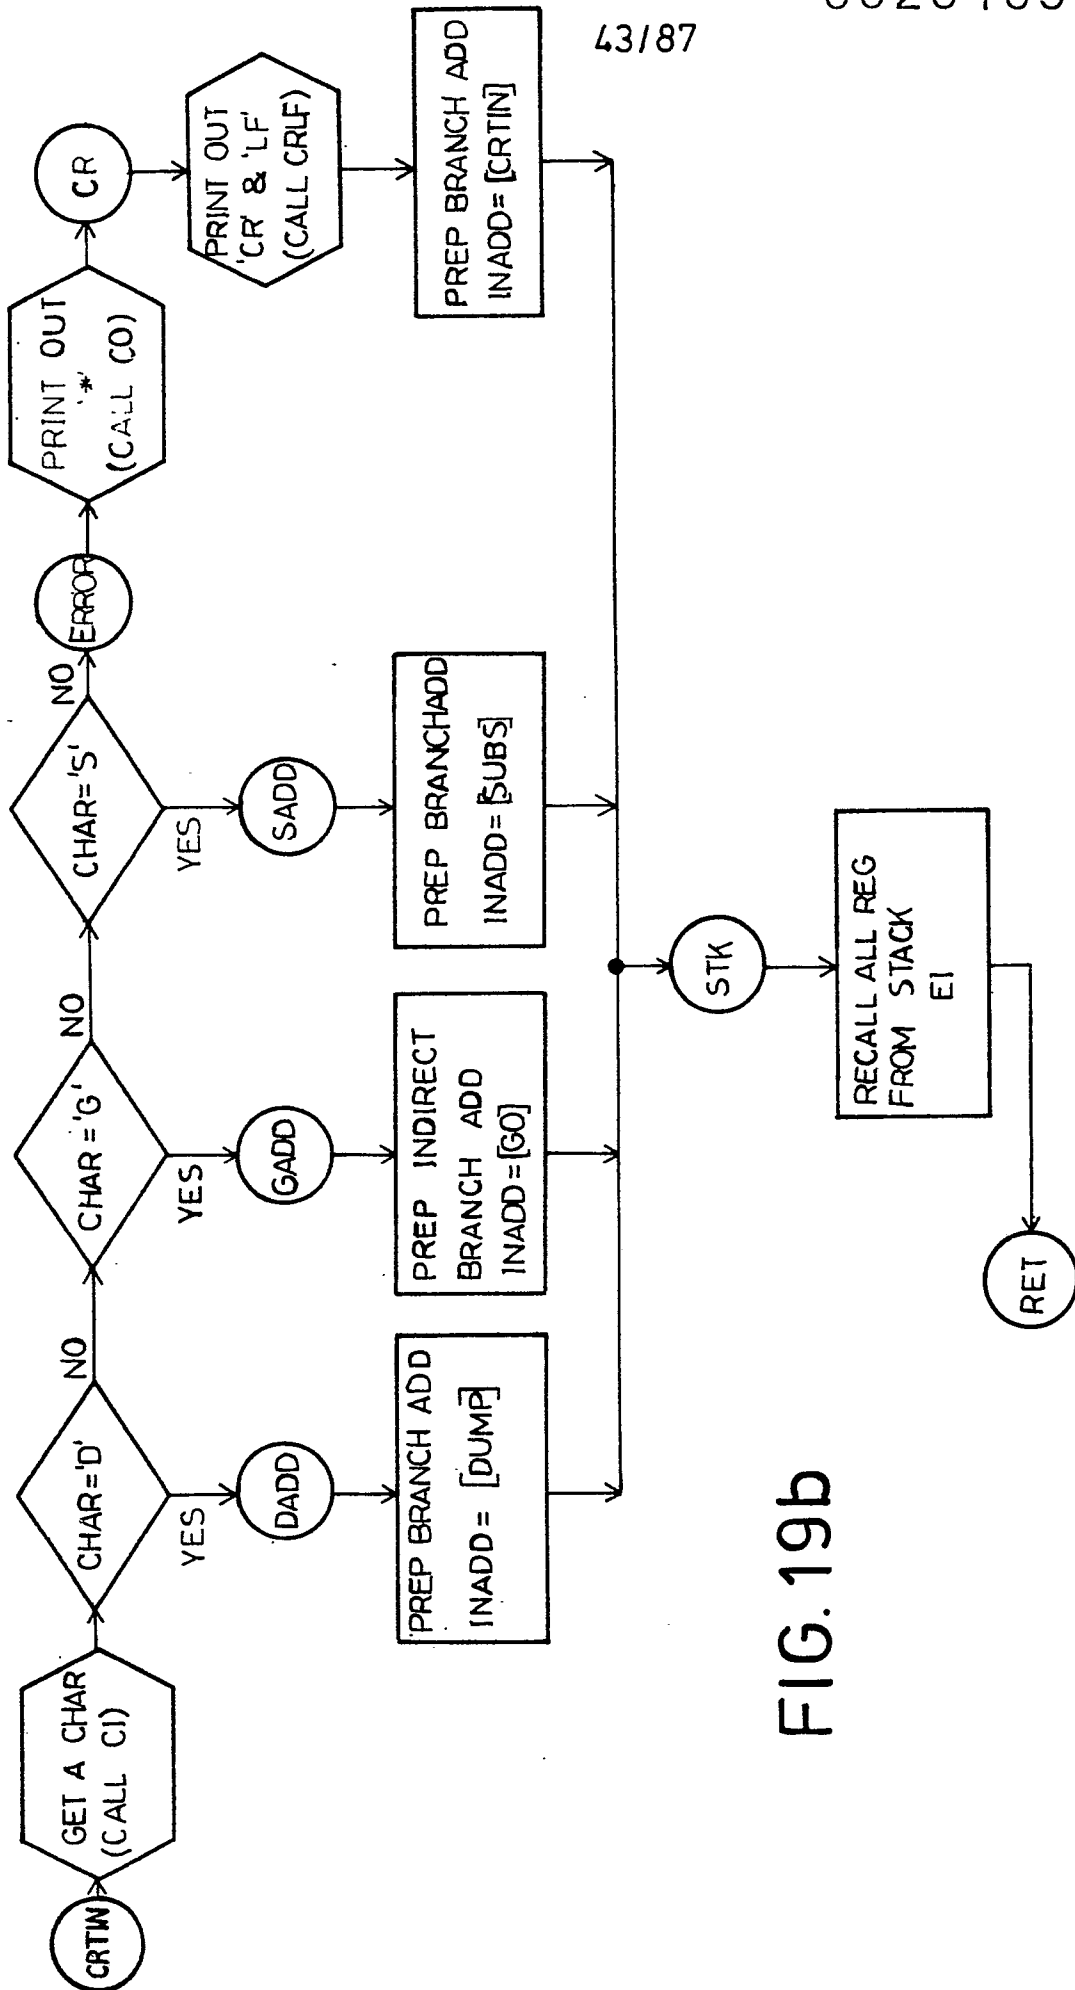 43/87
CRTIN
GET A CHAR
(CALL CI)
CHAR='D'
NO
YES
CHAR='G'
NO
YES
CHAR='S'
NO
YES
ERROR
PRINT OUT
'*'
(CALL CO)
CR
DADD
GADD
SADD
PRINT OUT
'CR' & 'LF'
(CALL CRLF)
PREP BRANCH ADD
INADD= [DUMP]
PREP INDIRECT
BRANCH ADD
INADD=[GO]
PREP BRANCHADD
INADD=[SUBS]
PREP BRANCH ADD
INADD=[CRTIN]
STK
RECALL ALL REG
FROM STACK
EI
RET
FIG. 19b